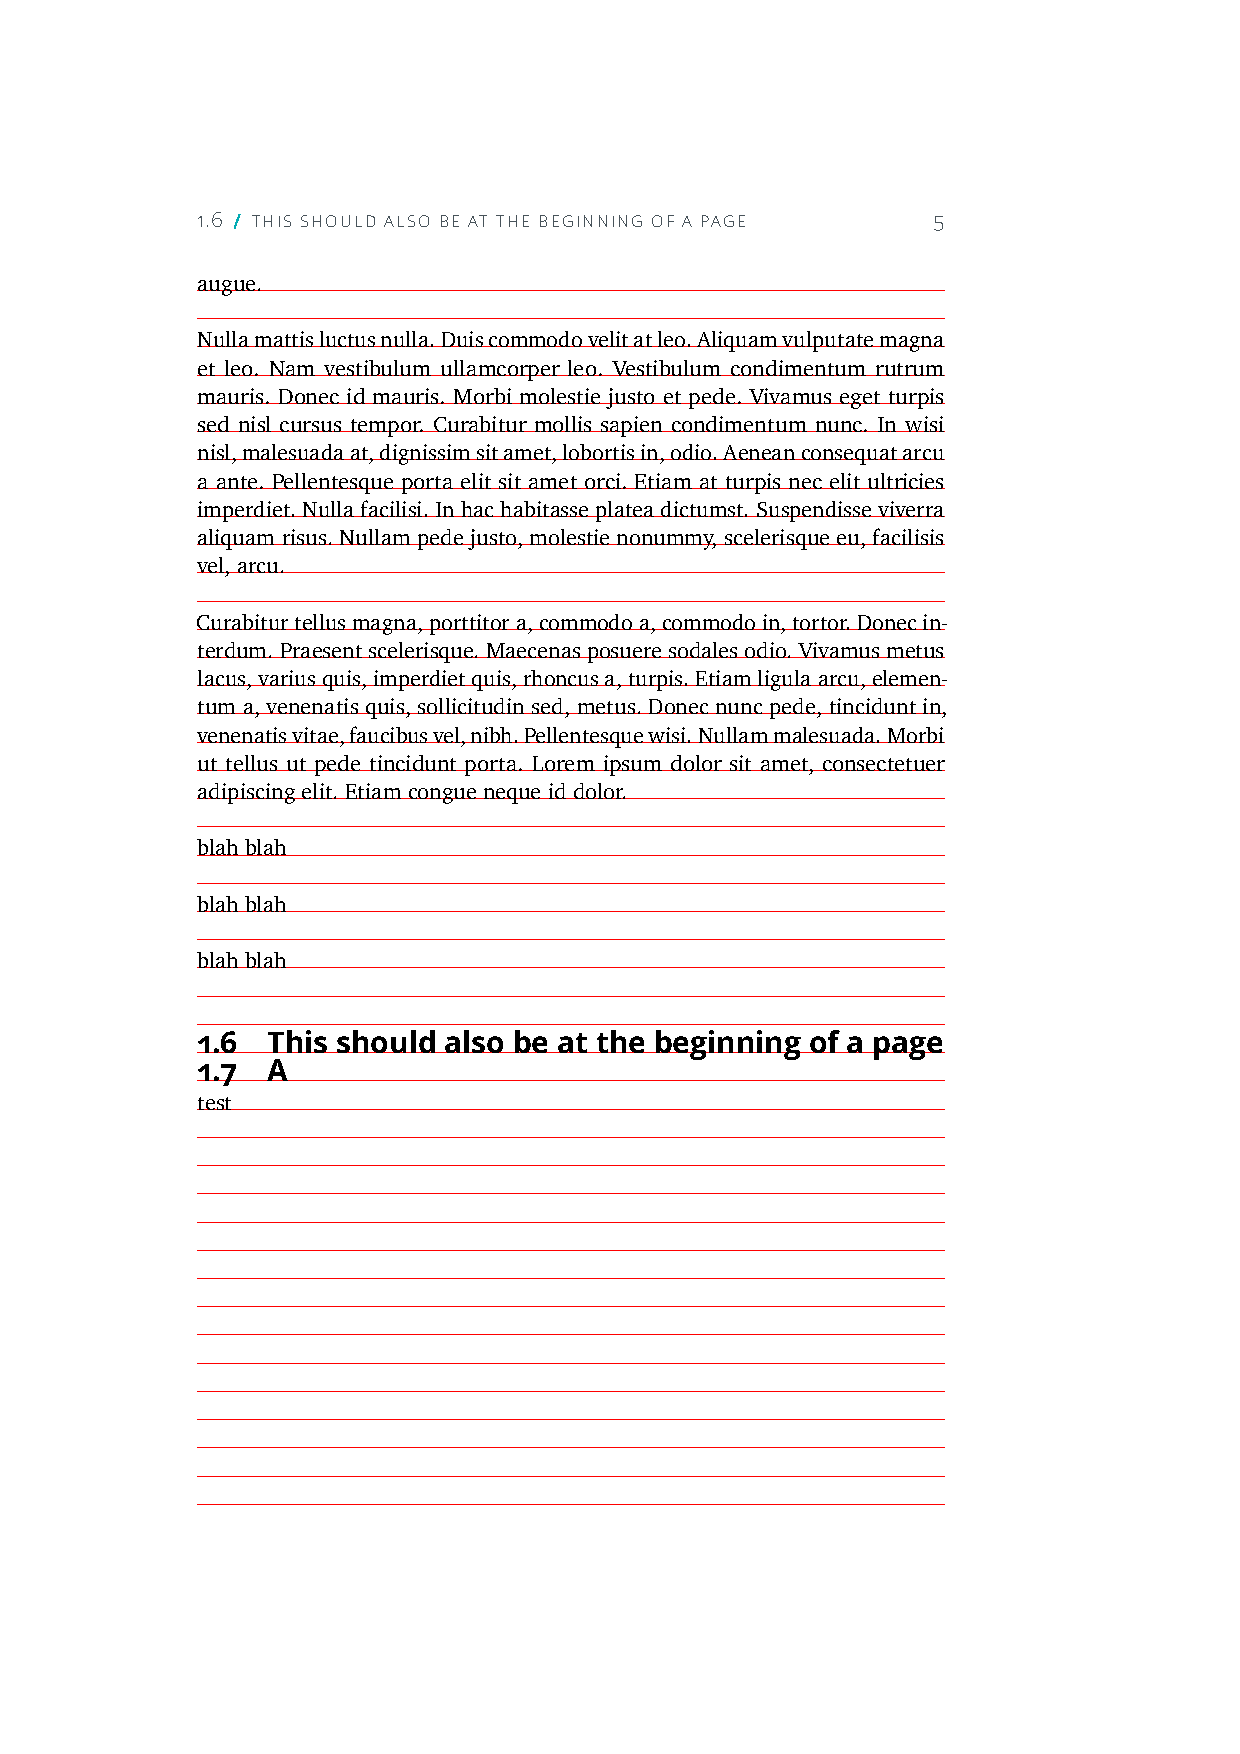 1.6 / THIS SHOULD ALSO BE AT THE BEGINNING OF A PAGE 5
augue.
Nulla mattis luctus nulla. Duis commodo velit at leo. Aliquam vulputate magna
et leo. Nam vestibulum ullamcorper leo. Vestibulum condimentum rutrum
mauris. Donec id mauris. Morbi molestie justo et pede. Vivamus eget turpis
sed nisl cursus tempor. Curabitur mollis sapien condimentum nunc. In wisi
nisl, malesuada at, dignissim sit amet, lobortis in, odio. Aenean consequat arcu
a ante. Pellentesque porta elit sit amet orci. Etiam at turpis nec elit ultricies
imperdiet. Nulla facilisi. In hac habitasse platea dictumst. Suspendisse viverra
aliquam risus. Nullam pede justo, molestie nonummy, scelerisque eu, facilisis
vel, arcu.
Curabitur tellus magna, porttitor a, commodo a, commodo in, tortor. Donec in-
terdum. Praesent scelerisque. Maecenas posuere sodales odio. Vivamus metus
lacus, varius quis, imperdiet quis, rhoncus a, turpis. Etiam ligula arcu, elemen-
tum a, venenatis quis, sollicitudin sed, metus. Donec nunc pede, tincidunt in,
venenatis vitae, faucibus vel, nibh. Pellentesque wisi. Nullam malesuada. Morbi
ut tellus ut pede tincidunt porta. Lorem ipsum dolor sit amet, consectetuer
adipiscing elit. Etiam congue neque id dolor.
blah blah
blah blah
blah blah
1.6 This should also be at the beginning of a page
1.7 A
test